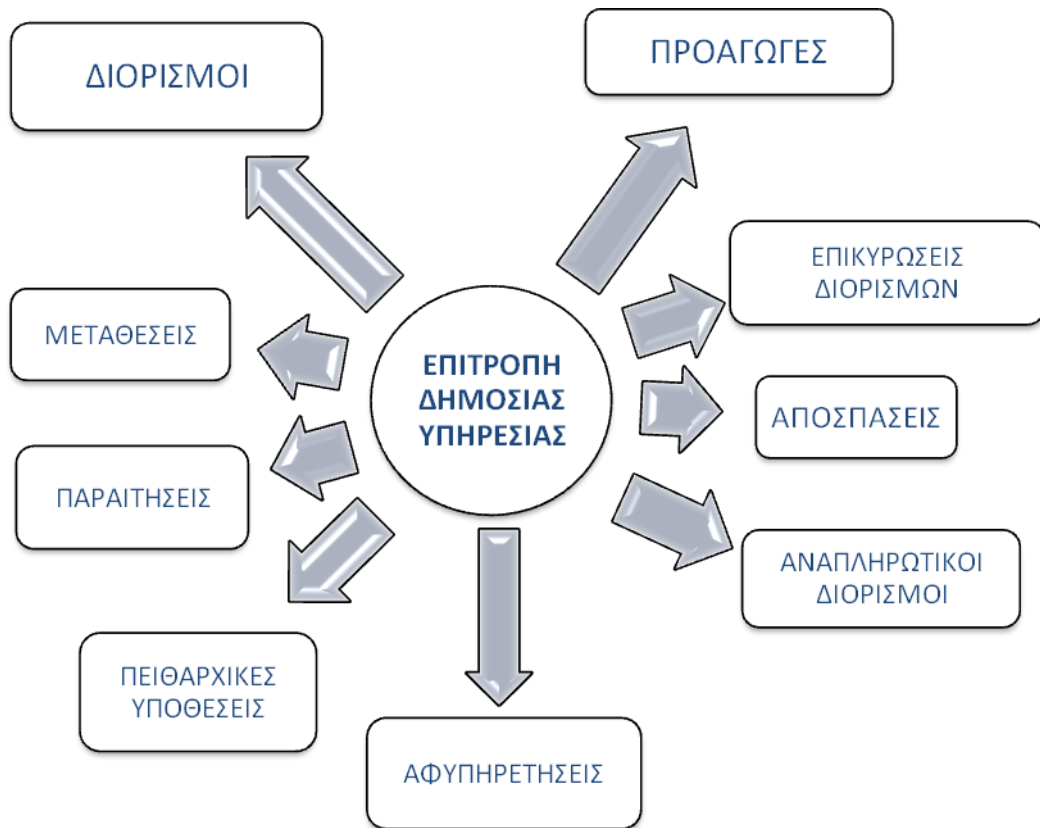 ΔΙΟΡΙΣΜΟΙ
ΠΡΟΑΓΩΓΕΣ
ΕΠΙΚΥΡΩΣΕΙΣ
ΔΙΟΡΙΣΜΩΝ
ΜΕΤΑΘΕΣΕΙΣ
ΕΠΙΤΡΟΠΗ
ΔΗΜΟΣΙΑΣ
ΥΠΗΡΕΣΙΑΣ
ΑΠΟΣΠΑΣΕΙΣ
ΠΑΡΑΙΤΗΣΕΙΣ
ΑΝΑΠΛΗΡΩΤΙΚΟΙ
ΔΙΟΡΙΣΜΟΙ
ΠΕΙΘΑΡΧΙΚΕΣ
ΥΠΟΘΕΣΕΙΣ
ΑΦΥΠΗΡΕΤΗΣΕΙΣ